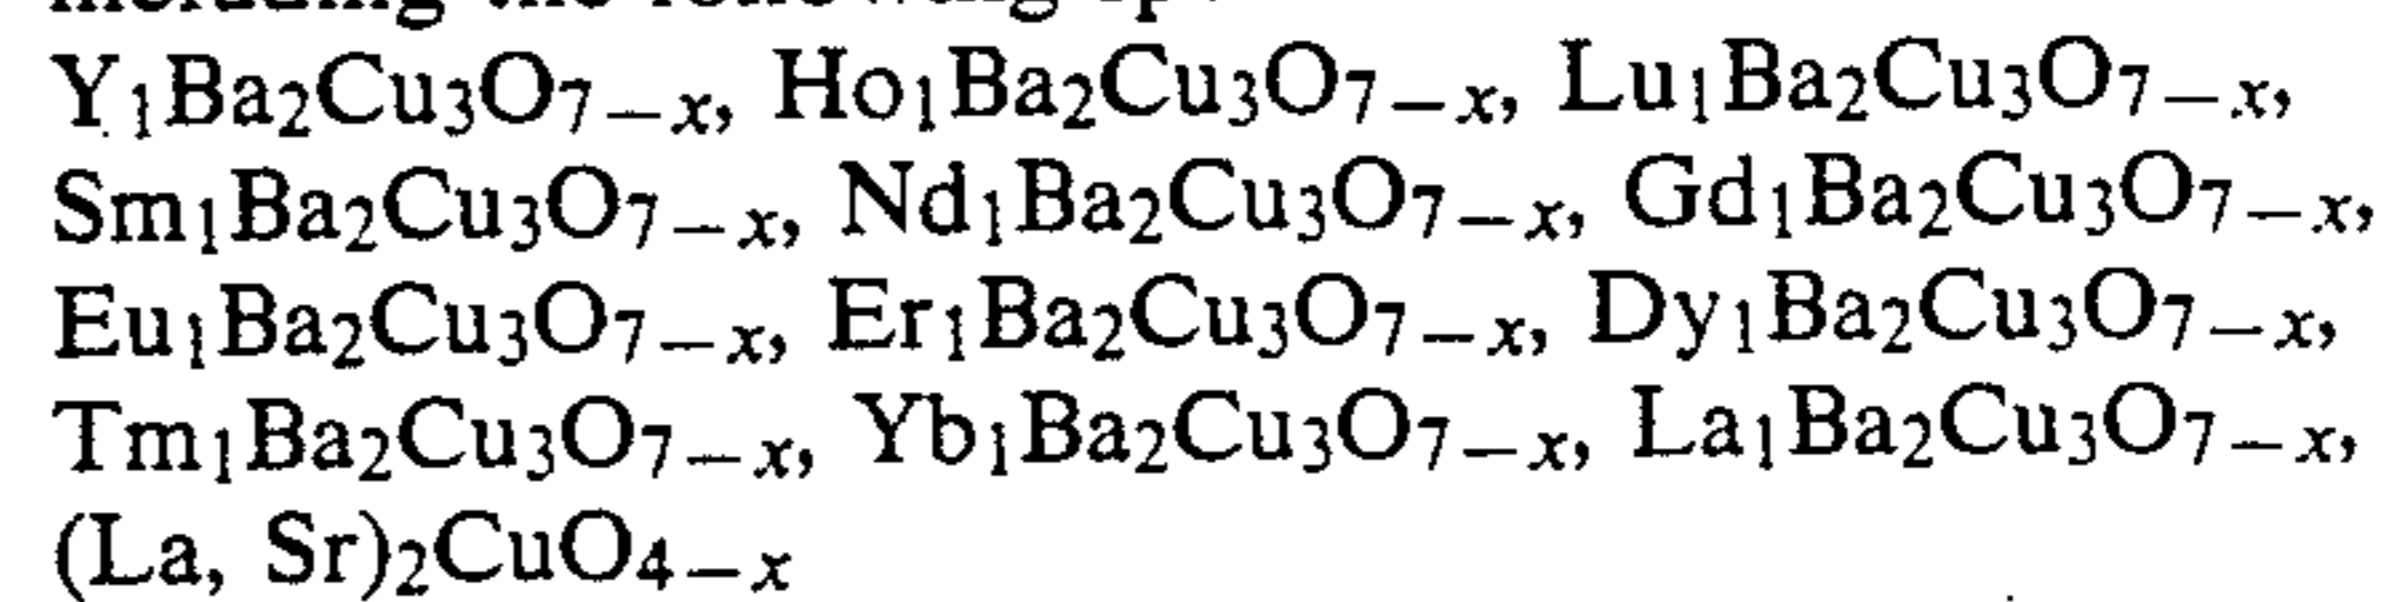 Y₁Ba₂Cu₃O₇₋ₓ, Ho₁Ba₂Cu₃O₇₋ₓ, Lu₁Ba₂Cu₃O₇₋ₓ,
Sm₁Ba₂Cu₃O₇₋ₓ, Nd₁Ba₂Cu₃O₇₋ₓ, Gd₁Ba₂Cu₃O₇₋ₓ,
Eu₁Ba₂Cu₃O₇₋ₓ, Er₁Ba₂Cu₃O₇₋ₓ, Dy₁Ba₂Cu₃O₇₋ₓ,
Tm₁Ba₂Cu₃O₇₋ₓ, Yb₁Ba₂Cu₃O₇₋ₓ, La₁Ba₂Cu₃O₇₋ₓ,
(La, Sr)₂CuO₄₋ₓ